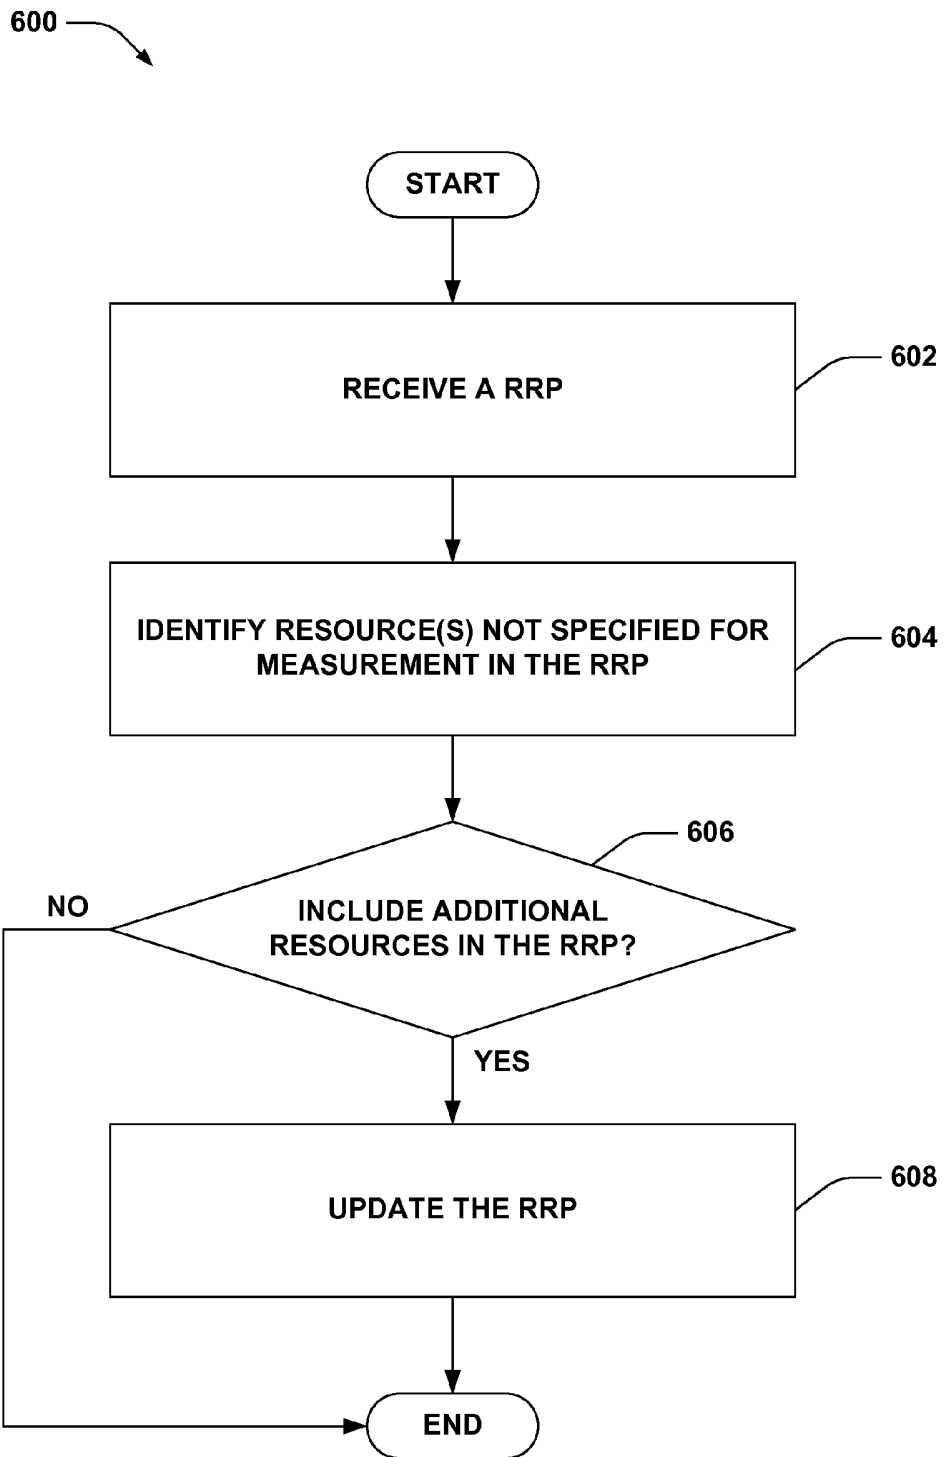 600
START
RECEIVE A RRP
602
IDENTIFY RESOURCE(S) NOT SPECIFIED FOR
MEASUREMENT IN THE RRP
604
606
INCLUDE ADDITIONAL
RESOURCES IN THE RRP?
NO
YES
UPDATE THE RRP
608
END